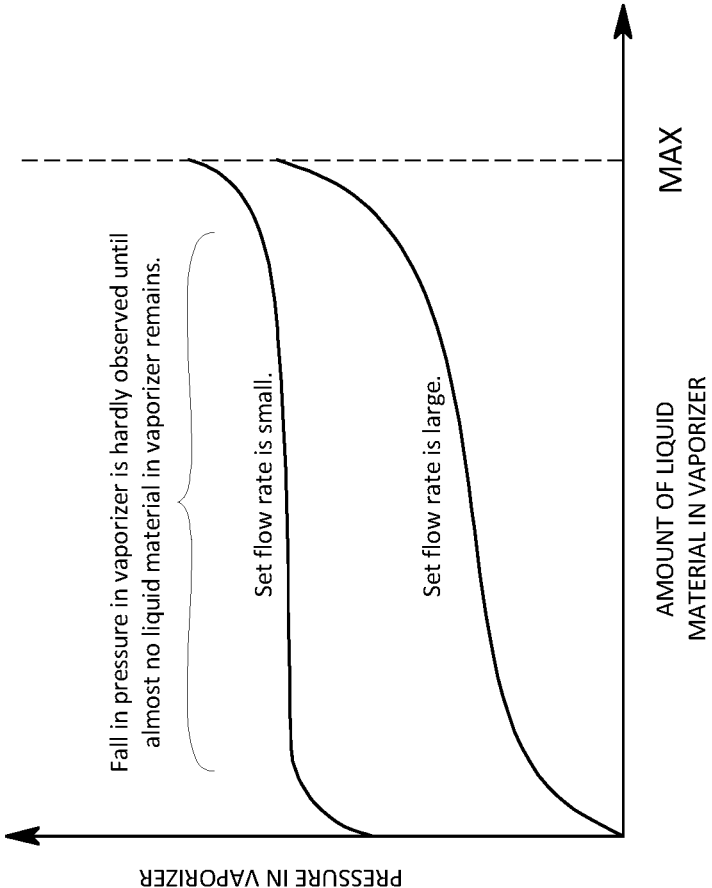 PRESSURE IN VAPORIZER
Fall in pressure in vaporizer is hardly observed until
almost no liquid material in vaporizer remains.
Set flow rate is small.
Set flow rate is large.
MAX
AMOUNT OF LIQUID
MATERIAL IN VAPORIZER